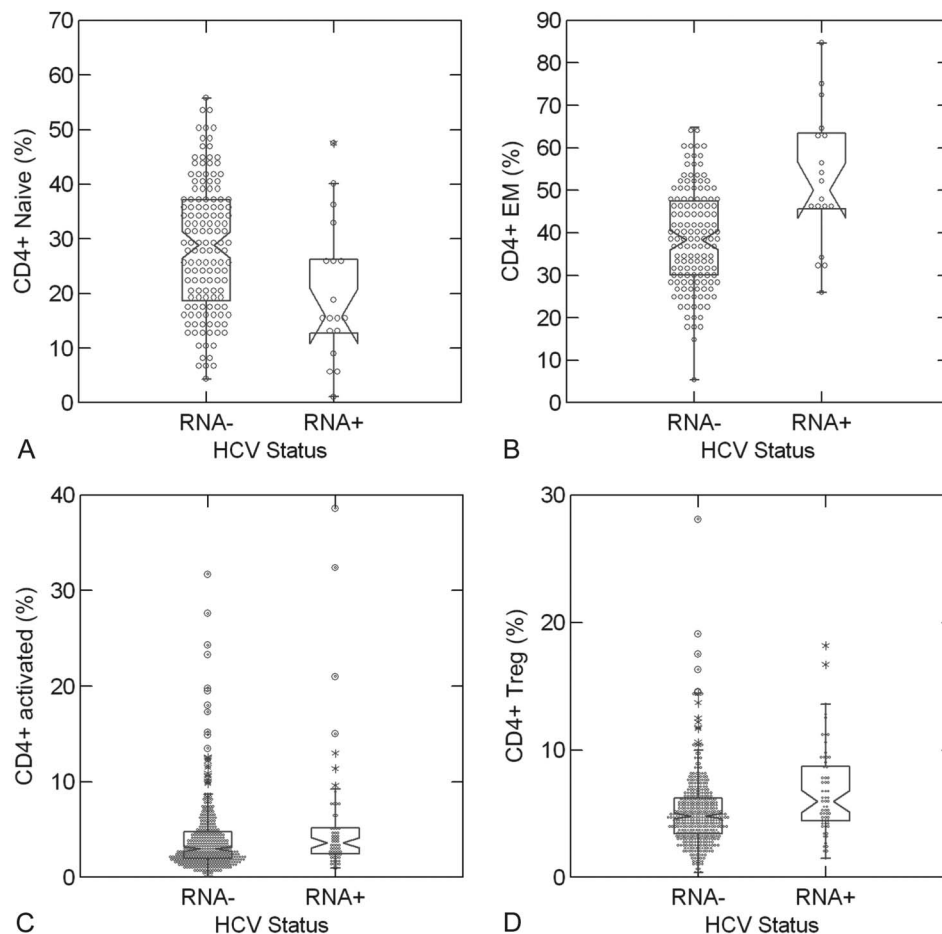 70
60
50
40
30
20
10
0
CD4+ Naive (%)
RNA-
RNA+
HCV Status
A
90
80
70
60
50
40
30
20
10
0
CD4+ EM (%)
RNA-
RNA+
HCV Status
B
40
30
20
10
0
CD4+ activated (%)
RNA-
RNA+
HCV Status
C
30
20
10
0
CD4+ Treg (%)
RNA-
RNA+
HCV Status
D